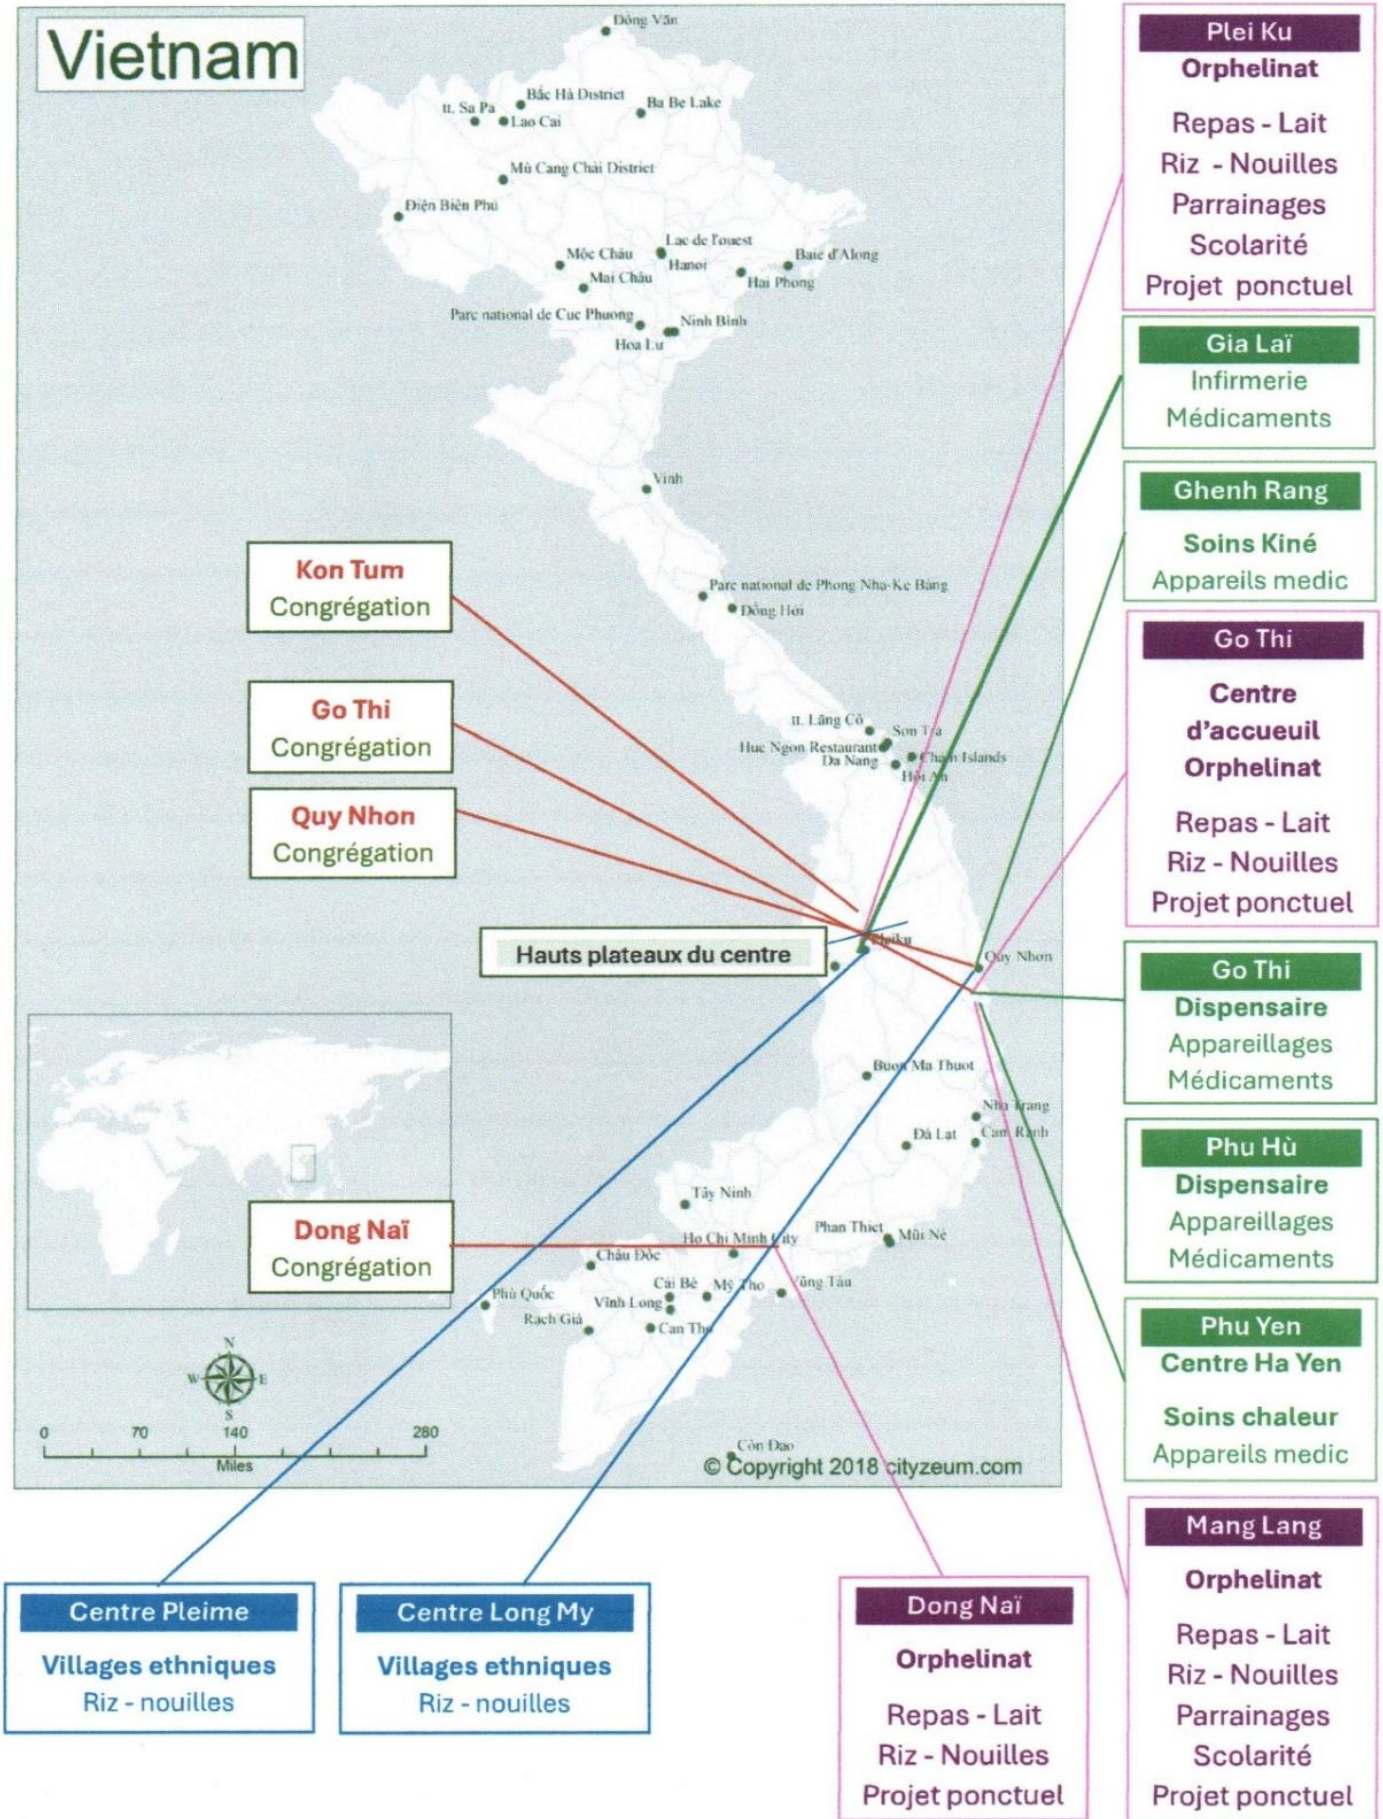 Vietnam
Dòng Văn
Bắc Hà District
tt. Sa Pa
Lao Cai
Ba Be Lake
Mù Cang Chải District
Điện Biên Phủ
Lac de l'ouest
Hanoi
Mộc Châu
Mai Châu
Baie d'Along
Hai Phong
Parc national de Cuc Phuong
Ninh Bình
Hoa Lu
Vinh
Parc national de Phong Nha-Ke Bàng
Đồng Hới
tt. Lăng Cô
Son Trà
Huc Ngon Restaurant
Da Nang
Chàm Islands
Hội An
Pleiku
Quy Nhon
Buon Ma Thuot
Nha Trang
Đà Lạt
Cam Ranh
Tây Ninh
Phan Thiet
Mũi Né
Ho Chi Minh City
Châu Đốc
Cái Bè
Mỹ Tho
Vũng Tàu
Phú Quốc
Vĩnh Long
Rach Giá
Can Tho
Côn Đao
Kon Tum
Congrégation
Go Thi
Congrégation
Quy Nhon
Congrégation
Hauts plateaux du centre
Dong Naï
Congrégation
N
W E
S
0 70 140 280
Miles
© Copyright 2018 cityzeum.com
Plei Ku
Orphelinat
Repas - Lait
Riz - Nouilles
Parrainages
Scolarité
Projet ponctuel
Gia Laï
Infirmerie
Médicaments
Ghenh Rang
Soins Kiné
Appareils medic
Go Thi
Centre
d'accueuil
Orphelinat
Repas - Lait
Riz - Nouilles
Projet ponctuel
Go Thi
Dispensaire
Appareillages
Médicaments
Phu Hù
Dispensaire
Appareillages
Médicaments
Phu Yen
Centre Ha Yen
Soins chaleur
Appareils medic
Mang Lang
Orphelinat
Repas - Lait
Riz - Nouilles
Parrainages
Scolarité
Projet ponctuel
Centre Pleime
Villages ethniques
Riz - nouilles
Centre Long My
Villages ethniques
Riz - nouilles
Dong Naï
Orphelinat
Repas - Lait
Riz - Nouilles
Projet ponctuel